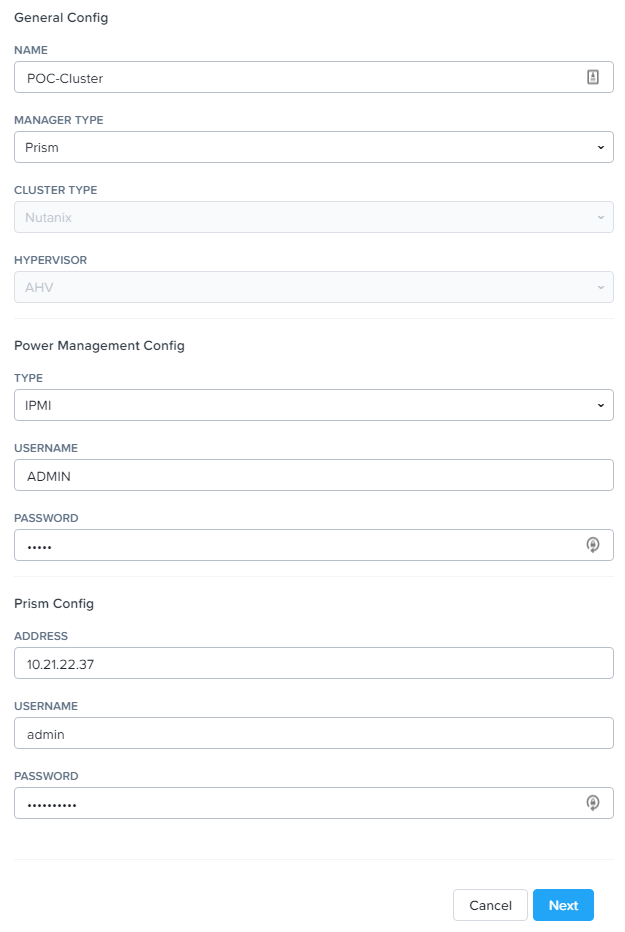 General Config
NAME
POC-Cluster
MANAGER TYPE
Prism
CLUSTER TYPE
Nutanix
HYPERVISOR
AHV
Power Management Config
TYPE
IPMI
USERNAME
ADMIN
PASSWORD
•••••
Prism Config
ADDRESS
10.21.22.37
USERNAME
admin
PASSWORD
••••••••••
Cancel Next